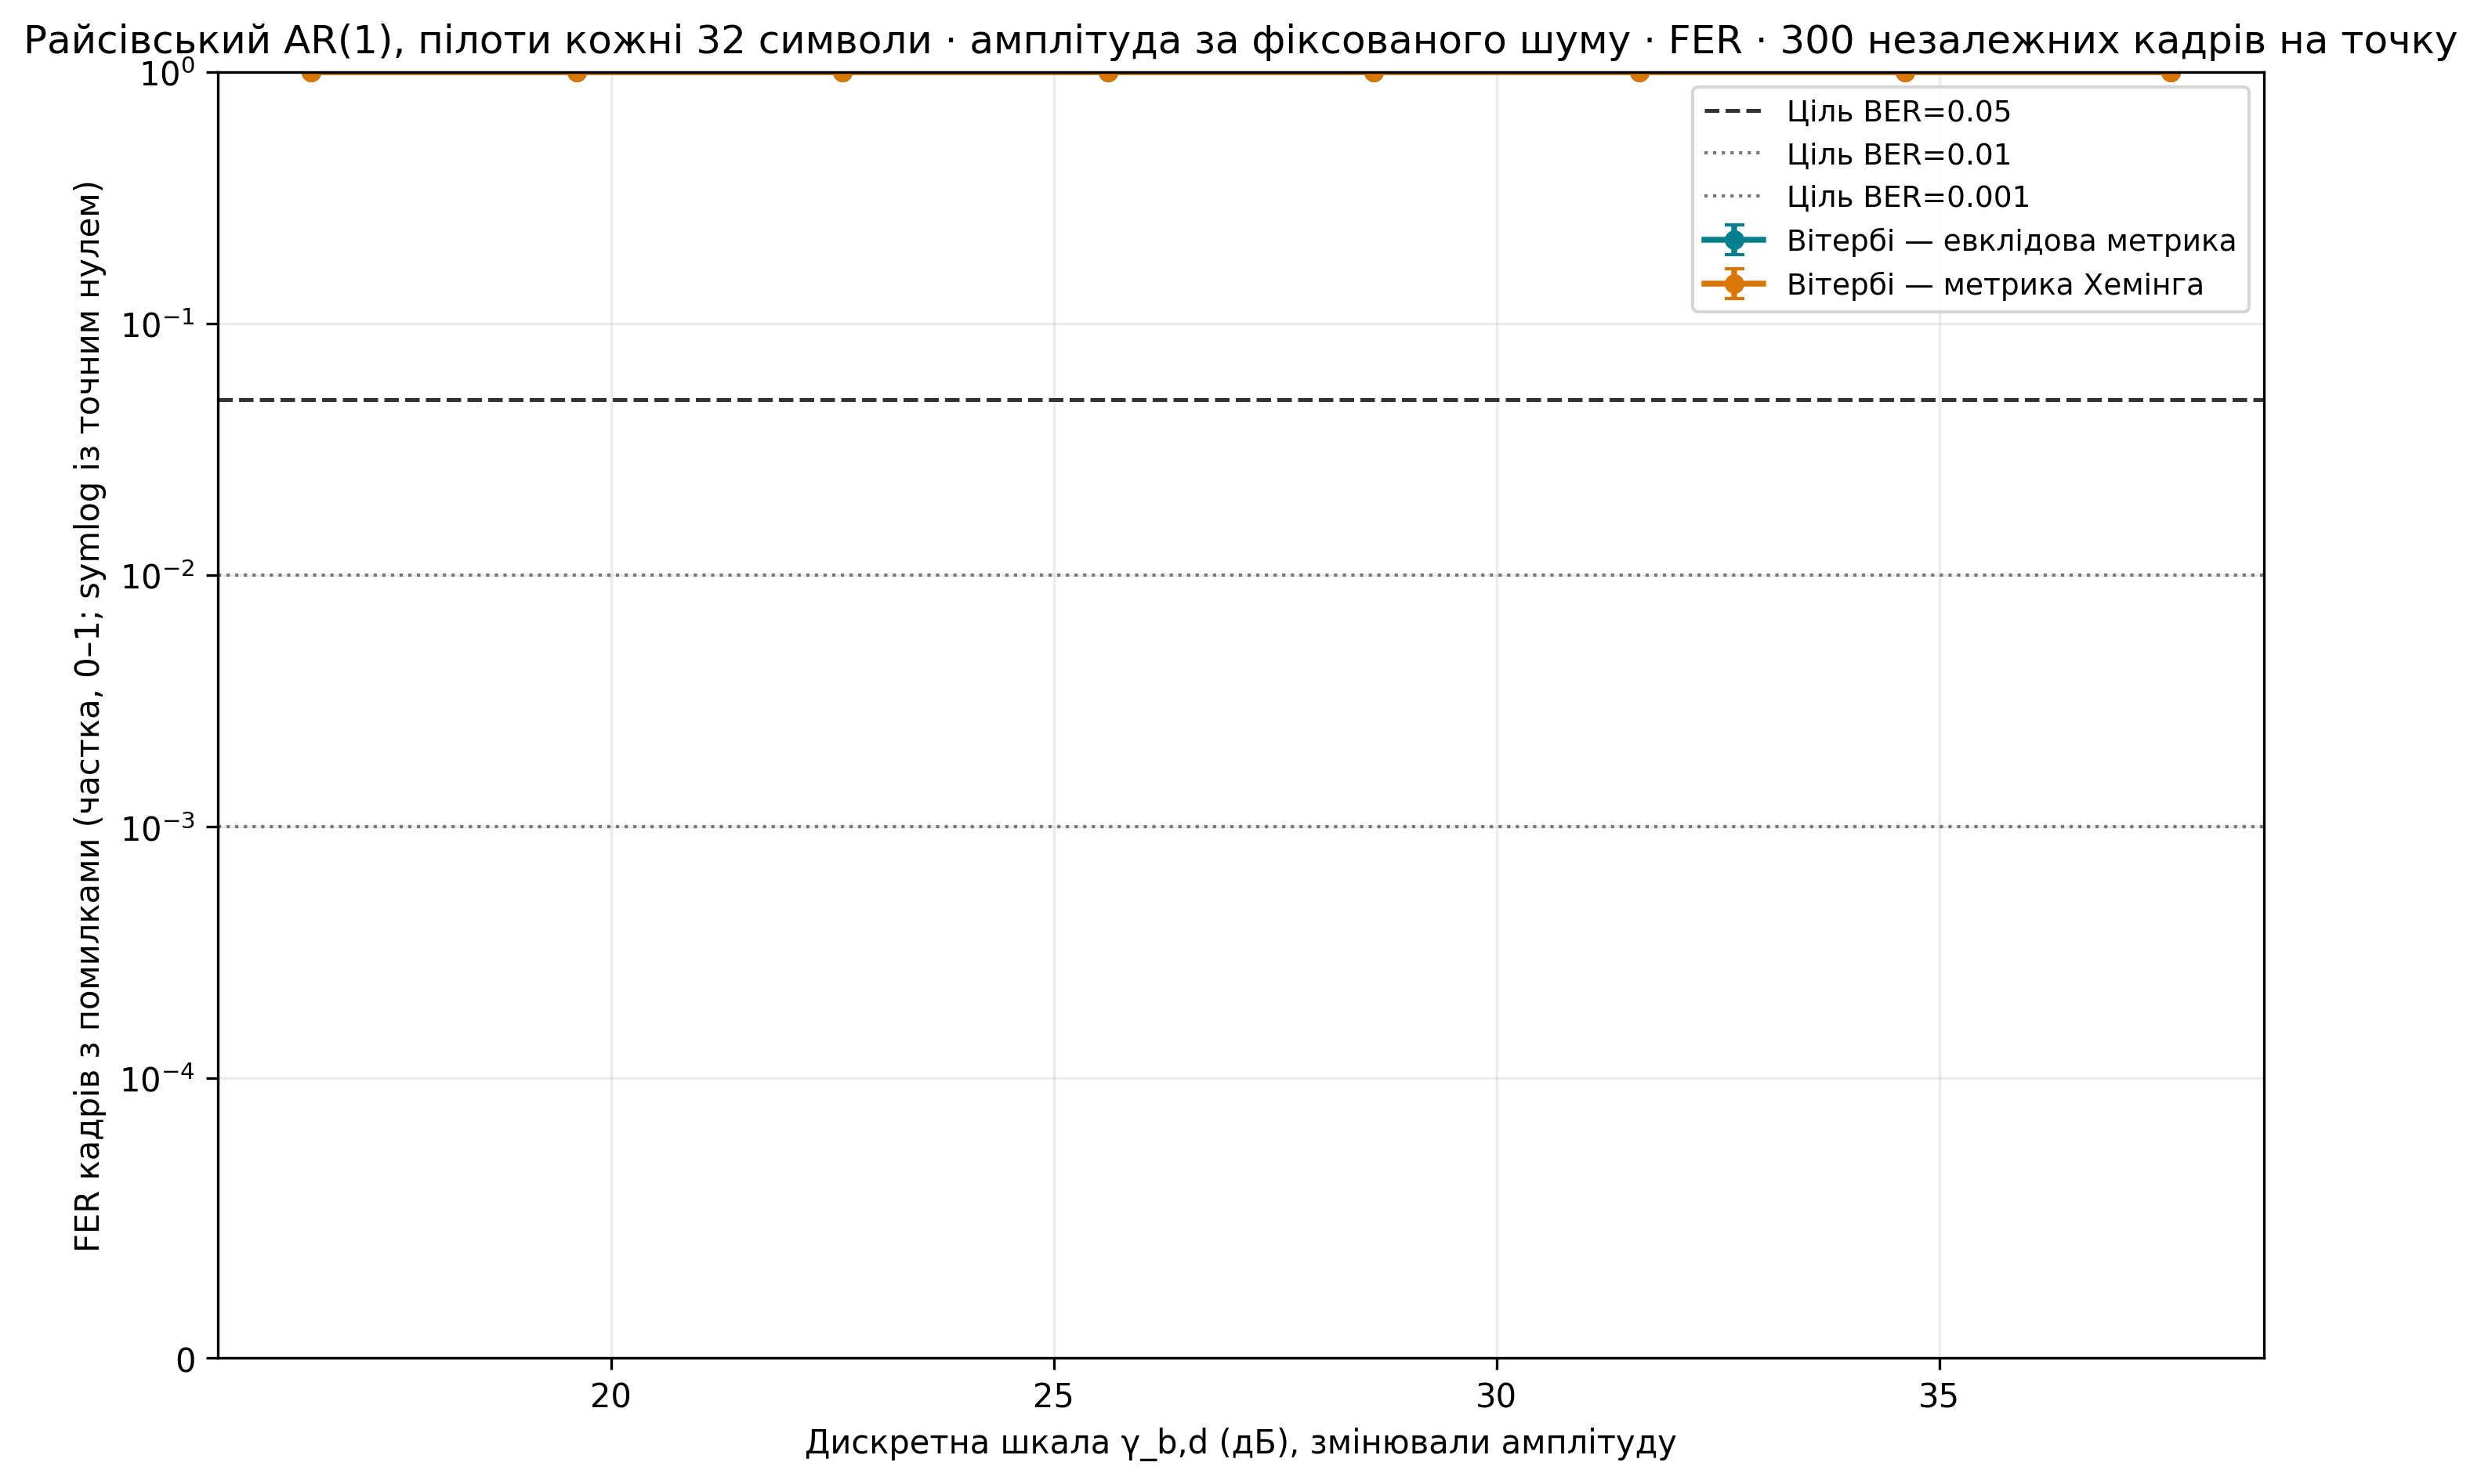 Райсівський AR(1), пілоти кожні 32 символи · амплітуда за фіксованого шуму · FER · 300 незалежних кадрів на точку
FER кадрів з помилками (частка, 0–1; symlog із точним нулем)
10⁰
10⁻¹
10⁻²
10⁻³
10⁻⁴
0
Ціль BER=0.05
Ціль BER=0.01
Ціль BER=0.001
Вітербі — евклідова метрика
Вітербі — метрика Хемінга
20 25 30 35
Дискретна шкала γ_b,d (дБ), змінювали амплітуду